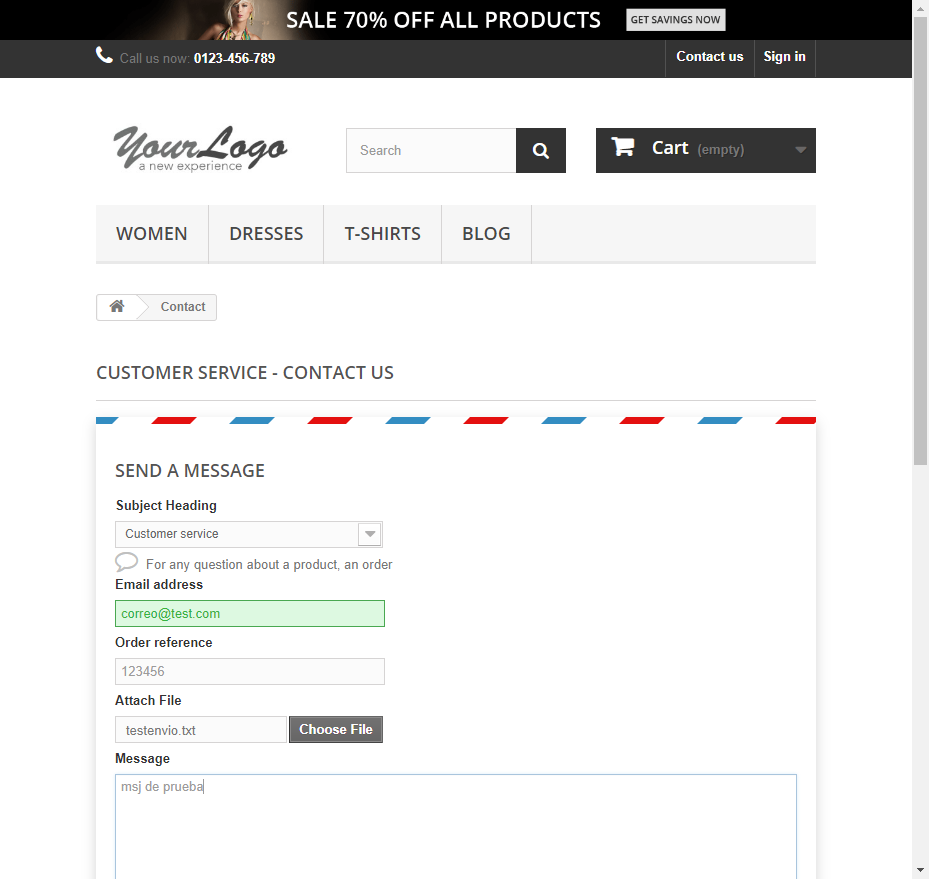 SALE 70% OFF ALL PRODUCTS GET SAVINGS NOW
Call us now: 0123-456-789 Contact us Sign in
YourLogo
a new experience
Search
Cart (empty)
WOMEN DRESSES T-SHIRTS BLOG
Contact
CUSTOMER SERVICE - CONTACT US
SEND A MESSAGE
Subject Heading
Customer service
For any question about a product, an order
Email address
correo@test.com
Order reference
123456
Attach File
testenvio.txt Choose File
Message
msj de prueba